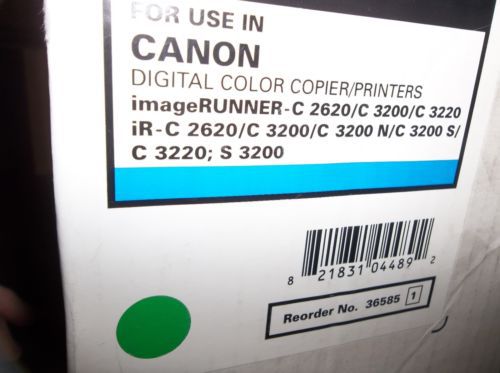 FOR USE IN
CANON
DIGITAL COLOR COPIER/PRINTERS
imageRUNNER-C 2620/C 3200/C 3220
iR-C 2620/C 3200/C 3200 N/C 3200 S/
C 3220; S 3200
8 21831 04489 2
Reorder No. 36585 1